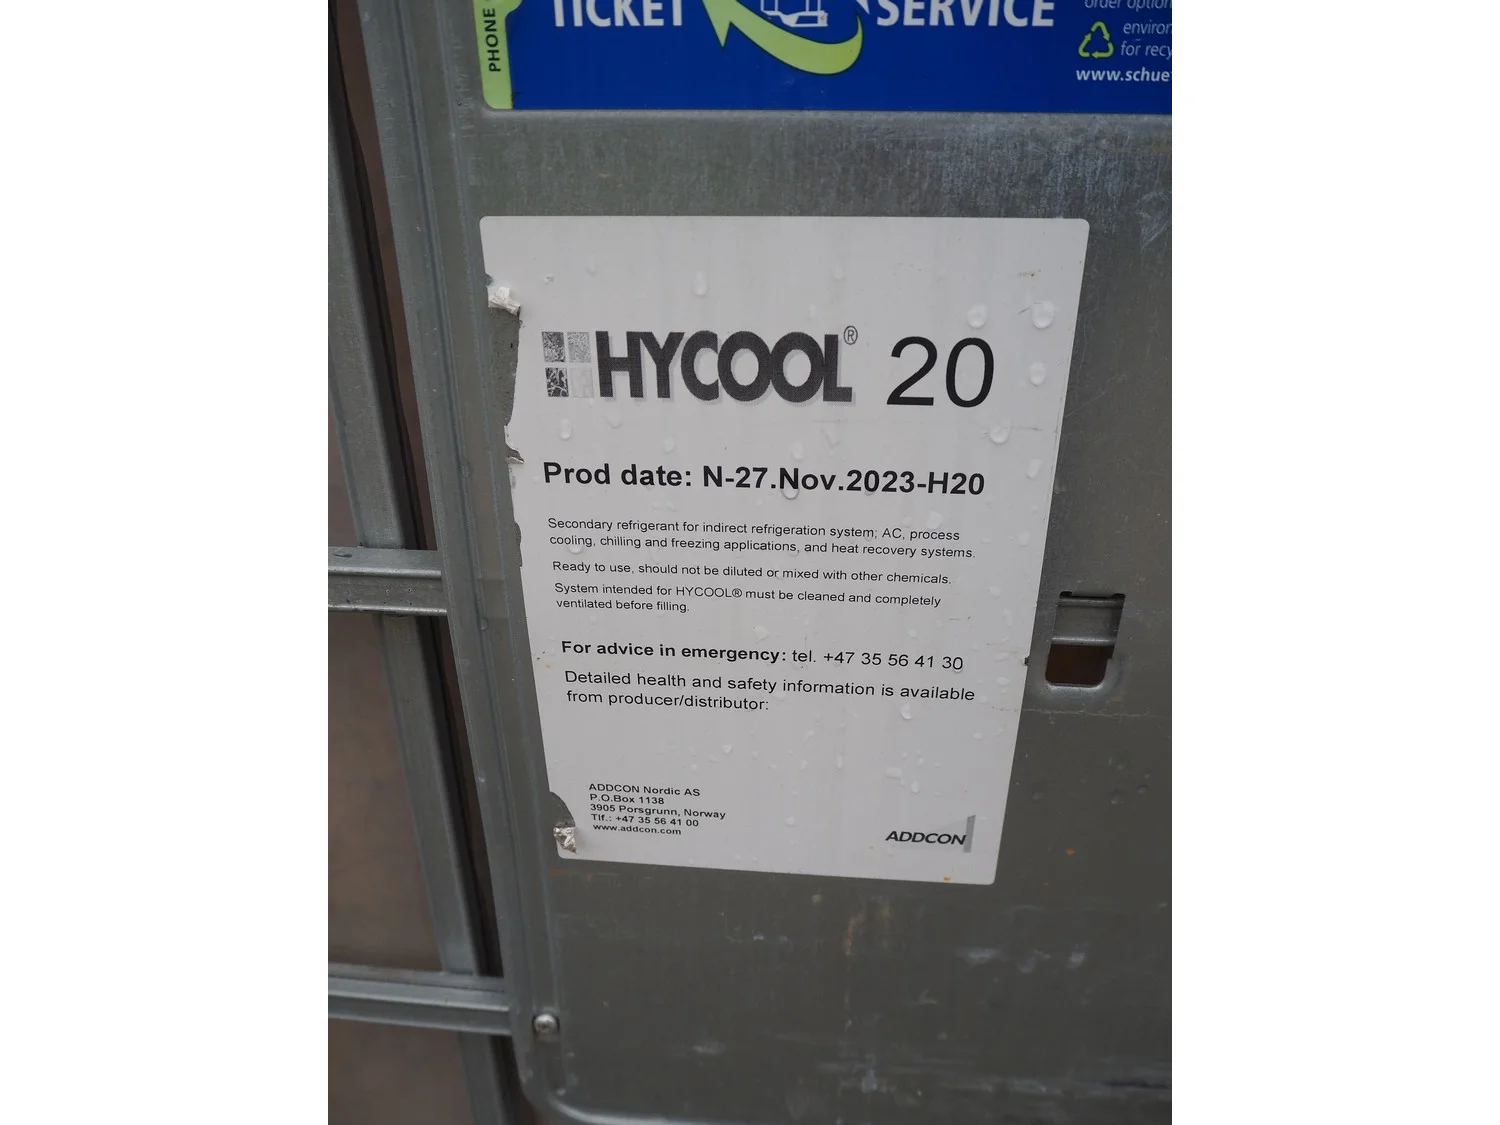 PHONE
TICKET SERVICE
order option
environ
for recy
www.schue
HYCOOL® 20
Prod date: N-27.Nov.2023-H20
Secondary refrigerant for indirect refrigeration system; AC, process
cooling, chilling and freezing applications, and heat recovery systems.
Ready to use, should not be diluted or mixed with other chemicals.
System intended for HYCOOL® must be cleaned and completely
ventilated before filling.
For advice in emergency: tel. +47 35 56 41 30
Detailed health and safety information is available
from producer/distributor:
ADDCON Nordic AS
P.O.Box 1138
3905 Porsgrunn, Norway
Tlf.: +47 35 56 41 00
www.addcon.com
ADDCON